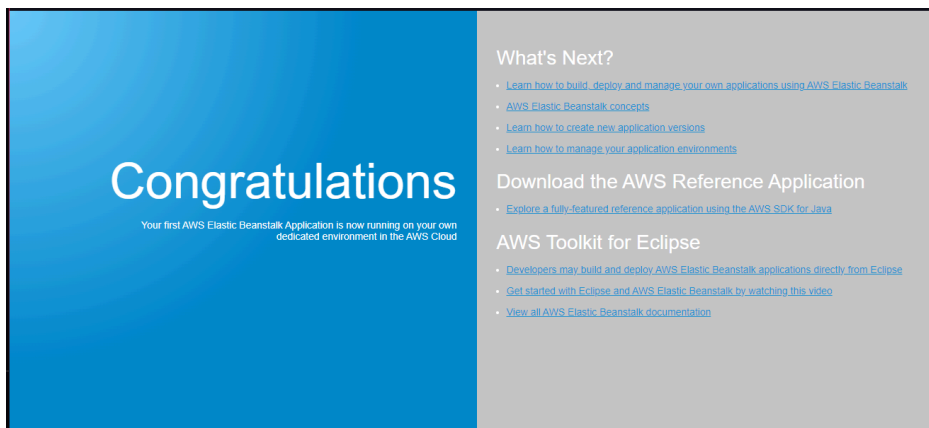 Congratulations
Your first AWS Elastic Beanstalk Application is now running on your own
dedicated environment in the AWS Cloud
What's Next?
Learn how to build, deploy and manage your own applications using AWS Elastic Beanstalk
AWS Elastic Beanstalk concepts
Learn how to create new application versions
Learn how to manage your application environments
Download the AWS Reference Application
Explore a fully-featured reference application using the AWS SDK for Java
AWS Toolkit for Eclipse
Developers may build and deploy AWS Elastic Beanstalk applications directly from Eclipse
Get started with Eclipse and AWS Elastic Beanstalk by watching this video
View all AWS Elastic Beanstalk documentation